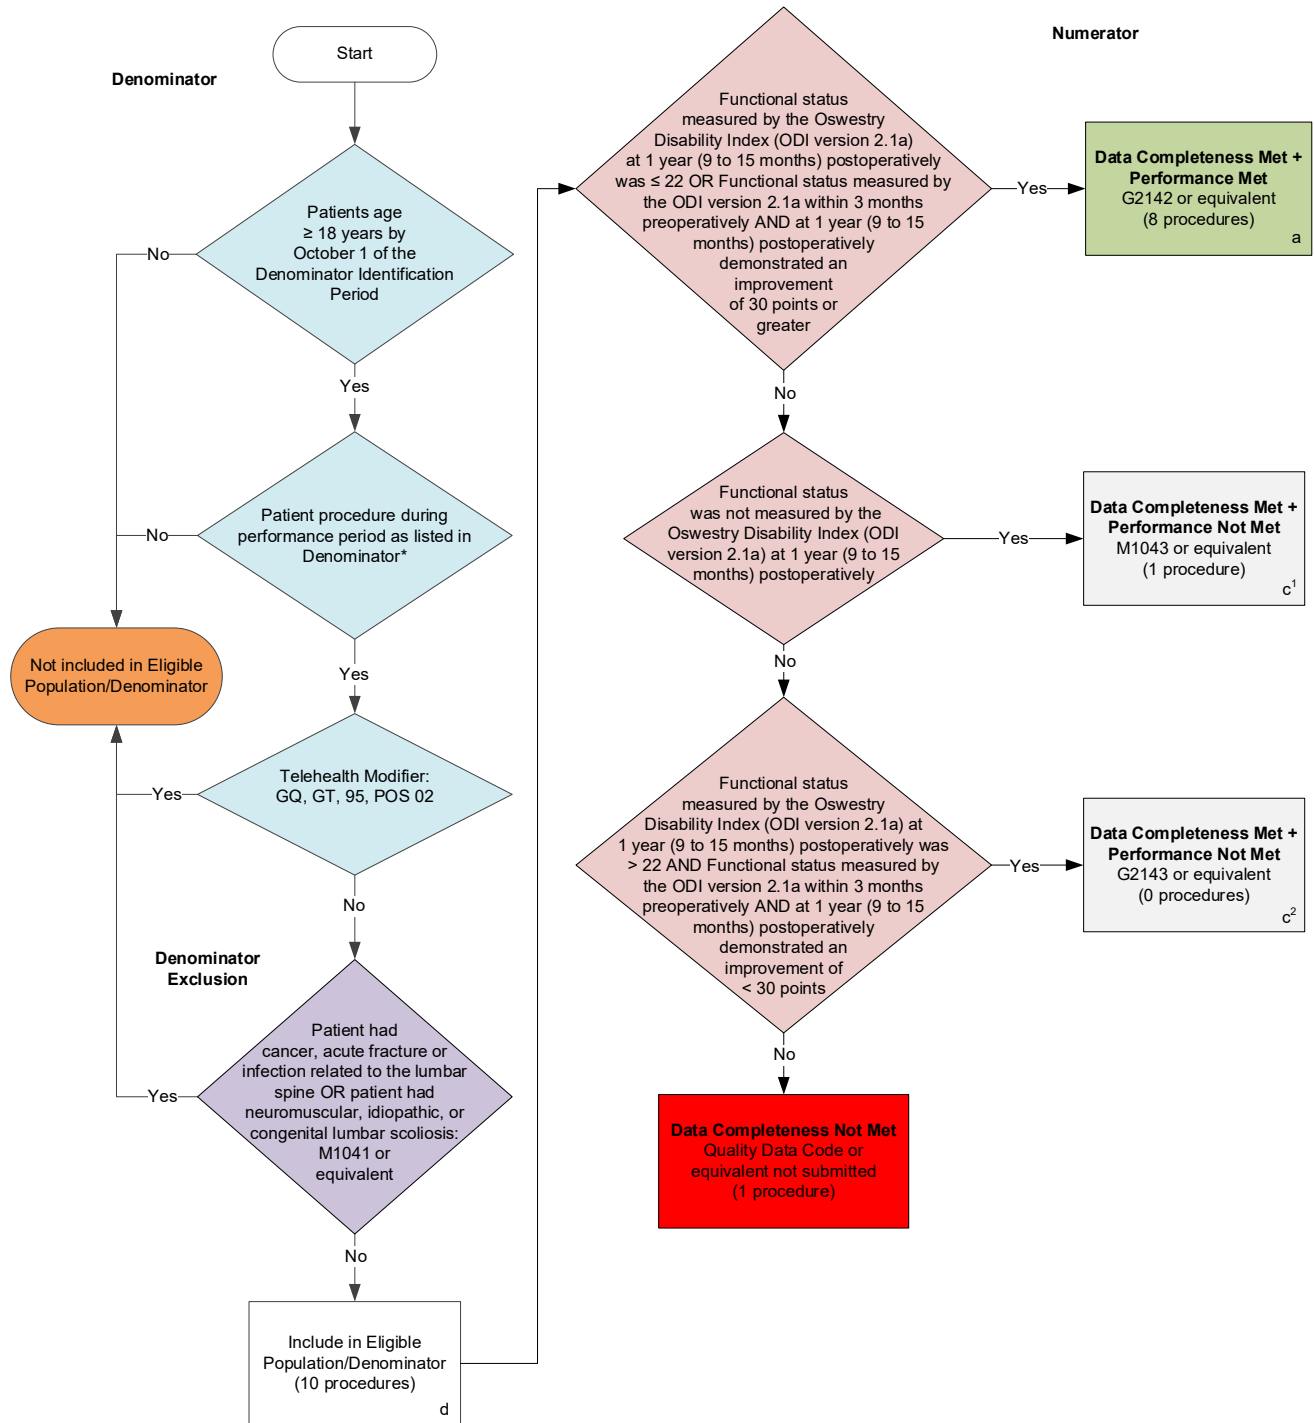 Start
Denominator
Patients age
≥ 18 years by
October 1 of the
Denominator Identification
Period
No
Yes
Patient procedure during
performance period as listed in
Denominator*
No
Yes
Not included in Eligible
Population/Denominator
Telehealth Modifier:
GQ, GT, 95, POS 02
Yes
No
Denominator
Exclusion
Patient had
cancer, acute fracture or
infection related to the lumbar
spine OR patient had
neuromuscular, idiopathic, or
congenital lumbar scoliosis:
M1041 or
equivalent
Yes
No
Include in Eligible
Population/Denominator
(10 procedures)
d
Numerator
Functional status
measured by the Oswestry
Disability Index (ODI version 2.1a)
at 1 year (9 to 15 months) postoperatively
was ≤ 22 OR Functional status measured by
the ODI version 2.1a within 3 months
preoperatively AND at 1 year (9 to 15
months) postoperatively
demonstrated an
improvement
of 30 points or
greater
Yes
Data Completeness Met +
Performance Met
G2142 or equivalent
(8 procedures)
a
No
Functional status
was not measured by the
Oswestry Disability Index (ODI
version 2.1a) at 1 year (9 to 15
months) postoperatively
Yes
Data Completeness Met +
Performance Not Met
M1043 or equivalent
(1 procedure)
c¹
No
Functional status
measured by the Oswestry
Disability Index (ODI version 2.1a) at
1 year (9 to 15 months) postoperatively was
> 22 AND Functional status measured by
the ODI version 2.1a within 3 months
preoperatively AND at 1 year (9 to 15
months) postoperatively
demonstrated an
improvement of
< 30 points
Yes
Data Completeness Met +
Performance Not Met
G2143 or equivalent
(0 procedures)
c²
No
Data Completeness Not Met
Quality Data Code or
equivalent not submitted
(1 procedure)